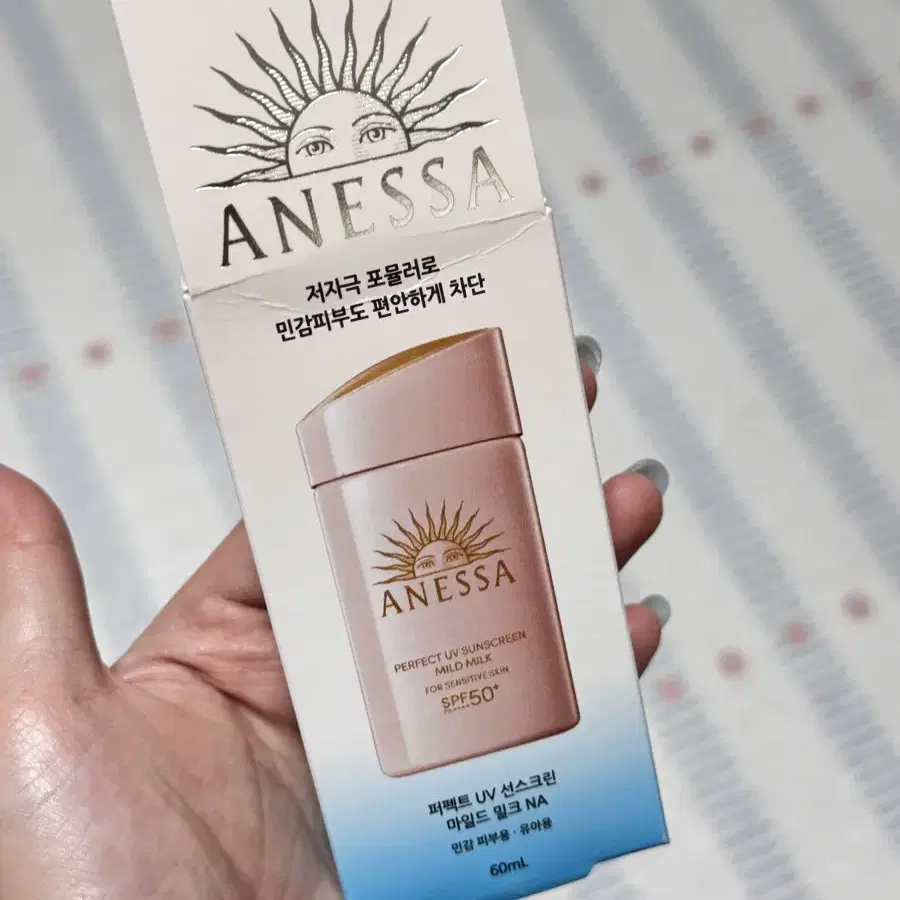 ANESSA
저자극 포뮬러로
민감피부도 편안하게 차단
ANESSA
PERFECT UV SUNSCREEN
MILD MILK
FOR SENSITIVE SKIN
SPF50+
PA++++
퍼펙트 UV 선스크린
마일드 밀크 NA
민감 피부용 · 유아용
60mL